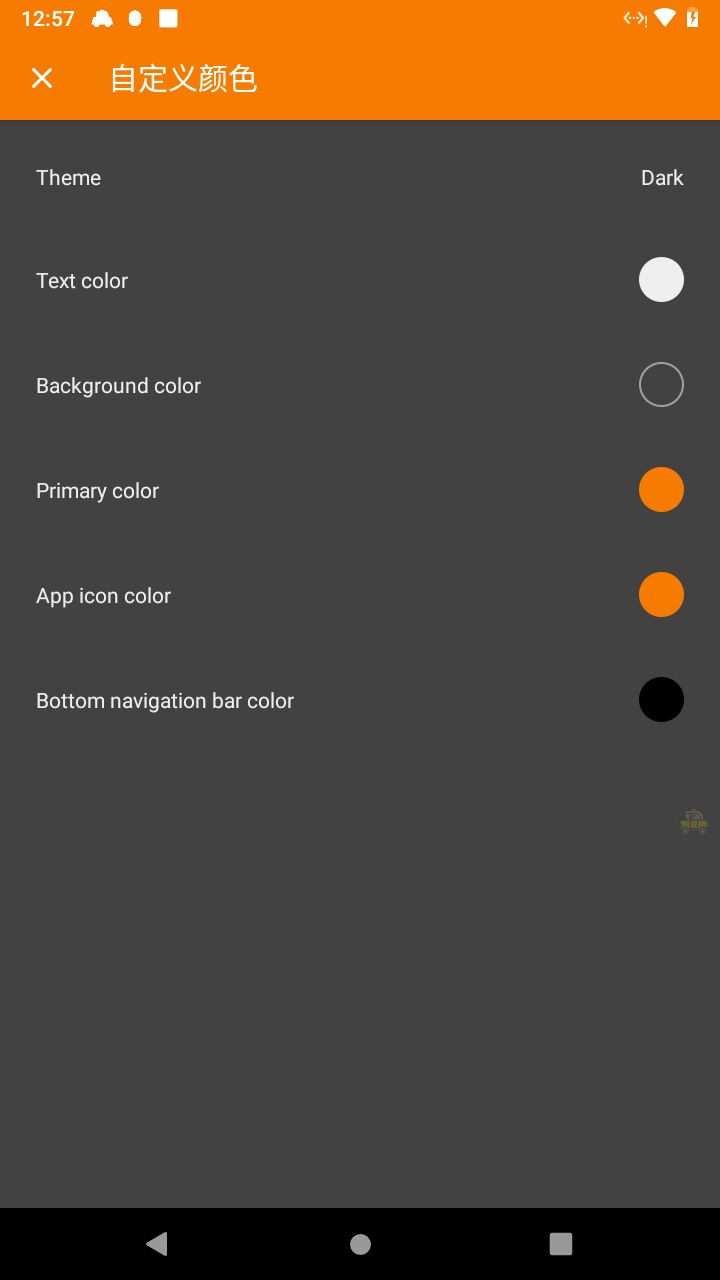 12:57
自定义颜色
Theme
Dark
Text color
Background color
Primary color
App icon color
Bottom navigation bar color